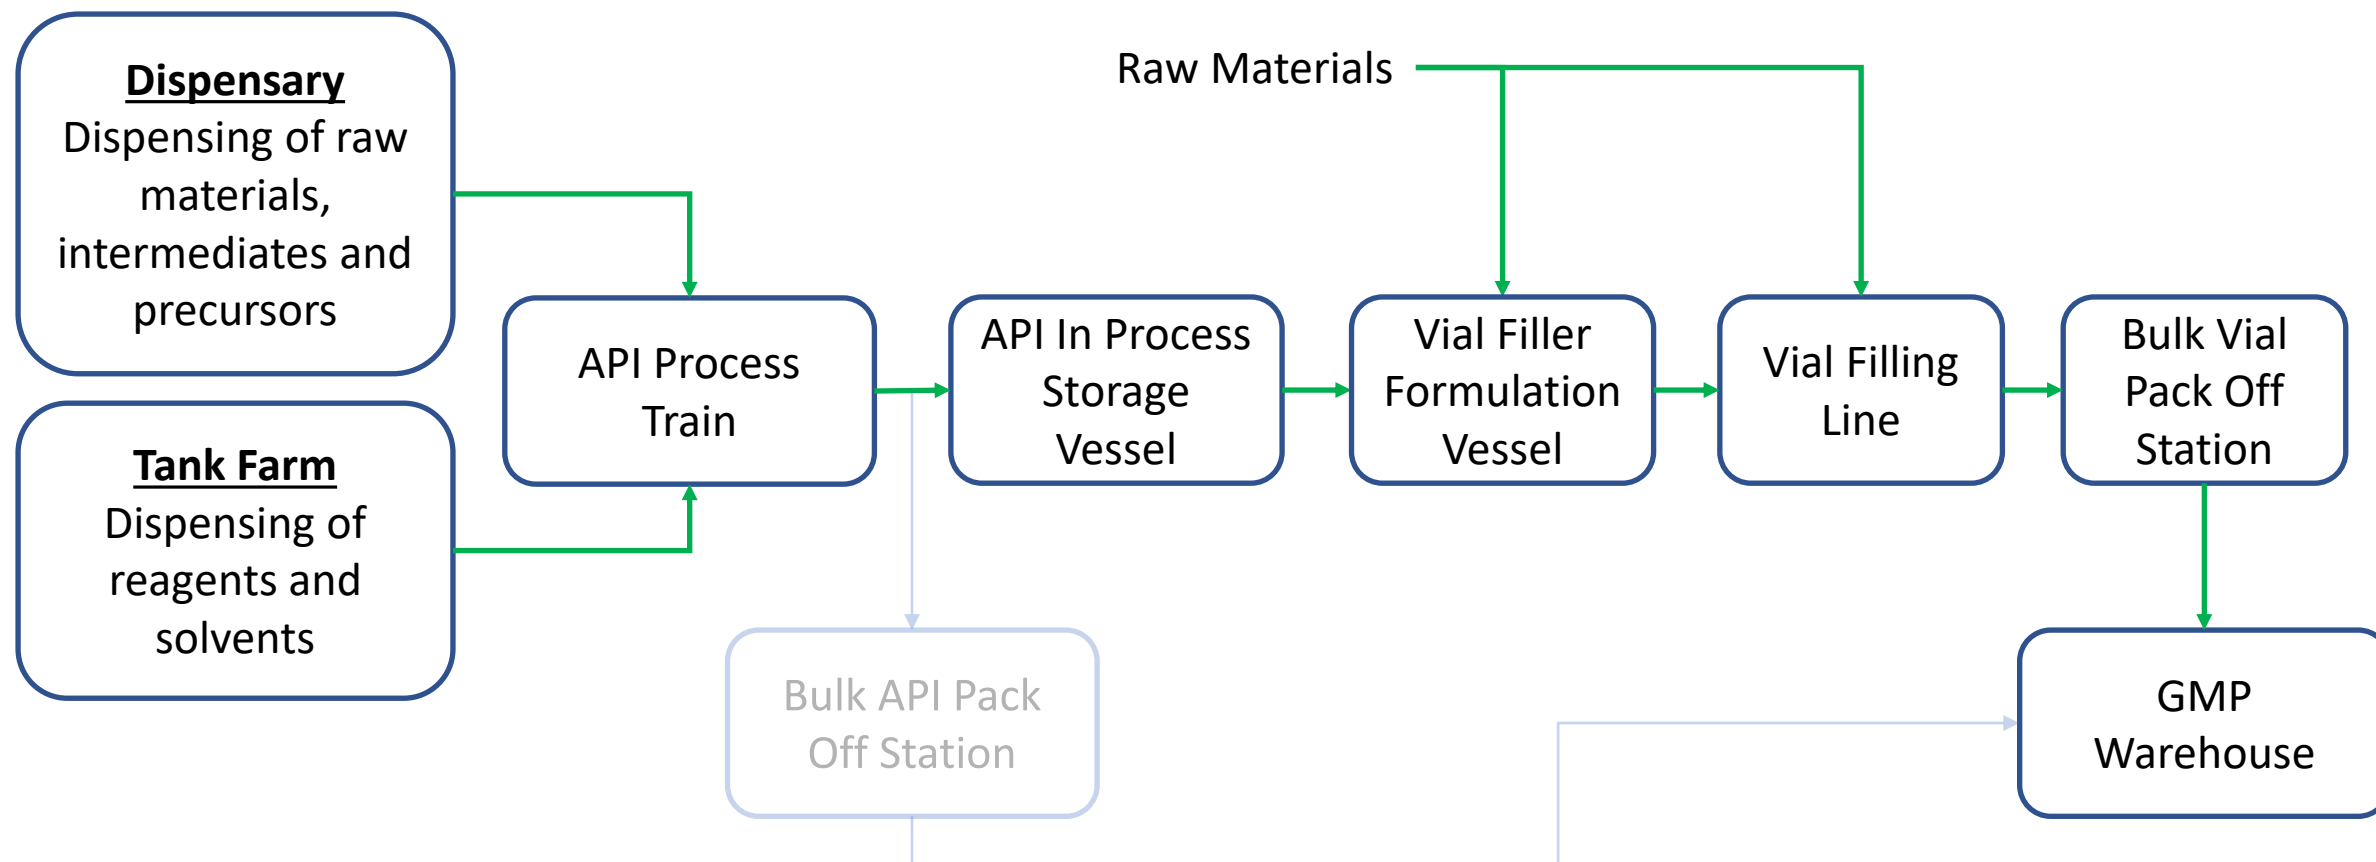 Dispensary
Dispensing of raw
materials,
intermediates and
precursors
Raw Materials
Tank Farm
Dispensing of
reagents and
solvents
API Process
Train
API In Process
Storage
Vessel
Vial Filler
Formulation
Vessel
Vial Filling
Line
Bulk Vial
Pack Off
Station
Bulk API Pack
Off Station
GMP
Warehouse